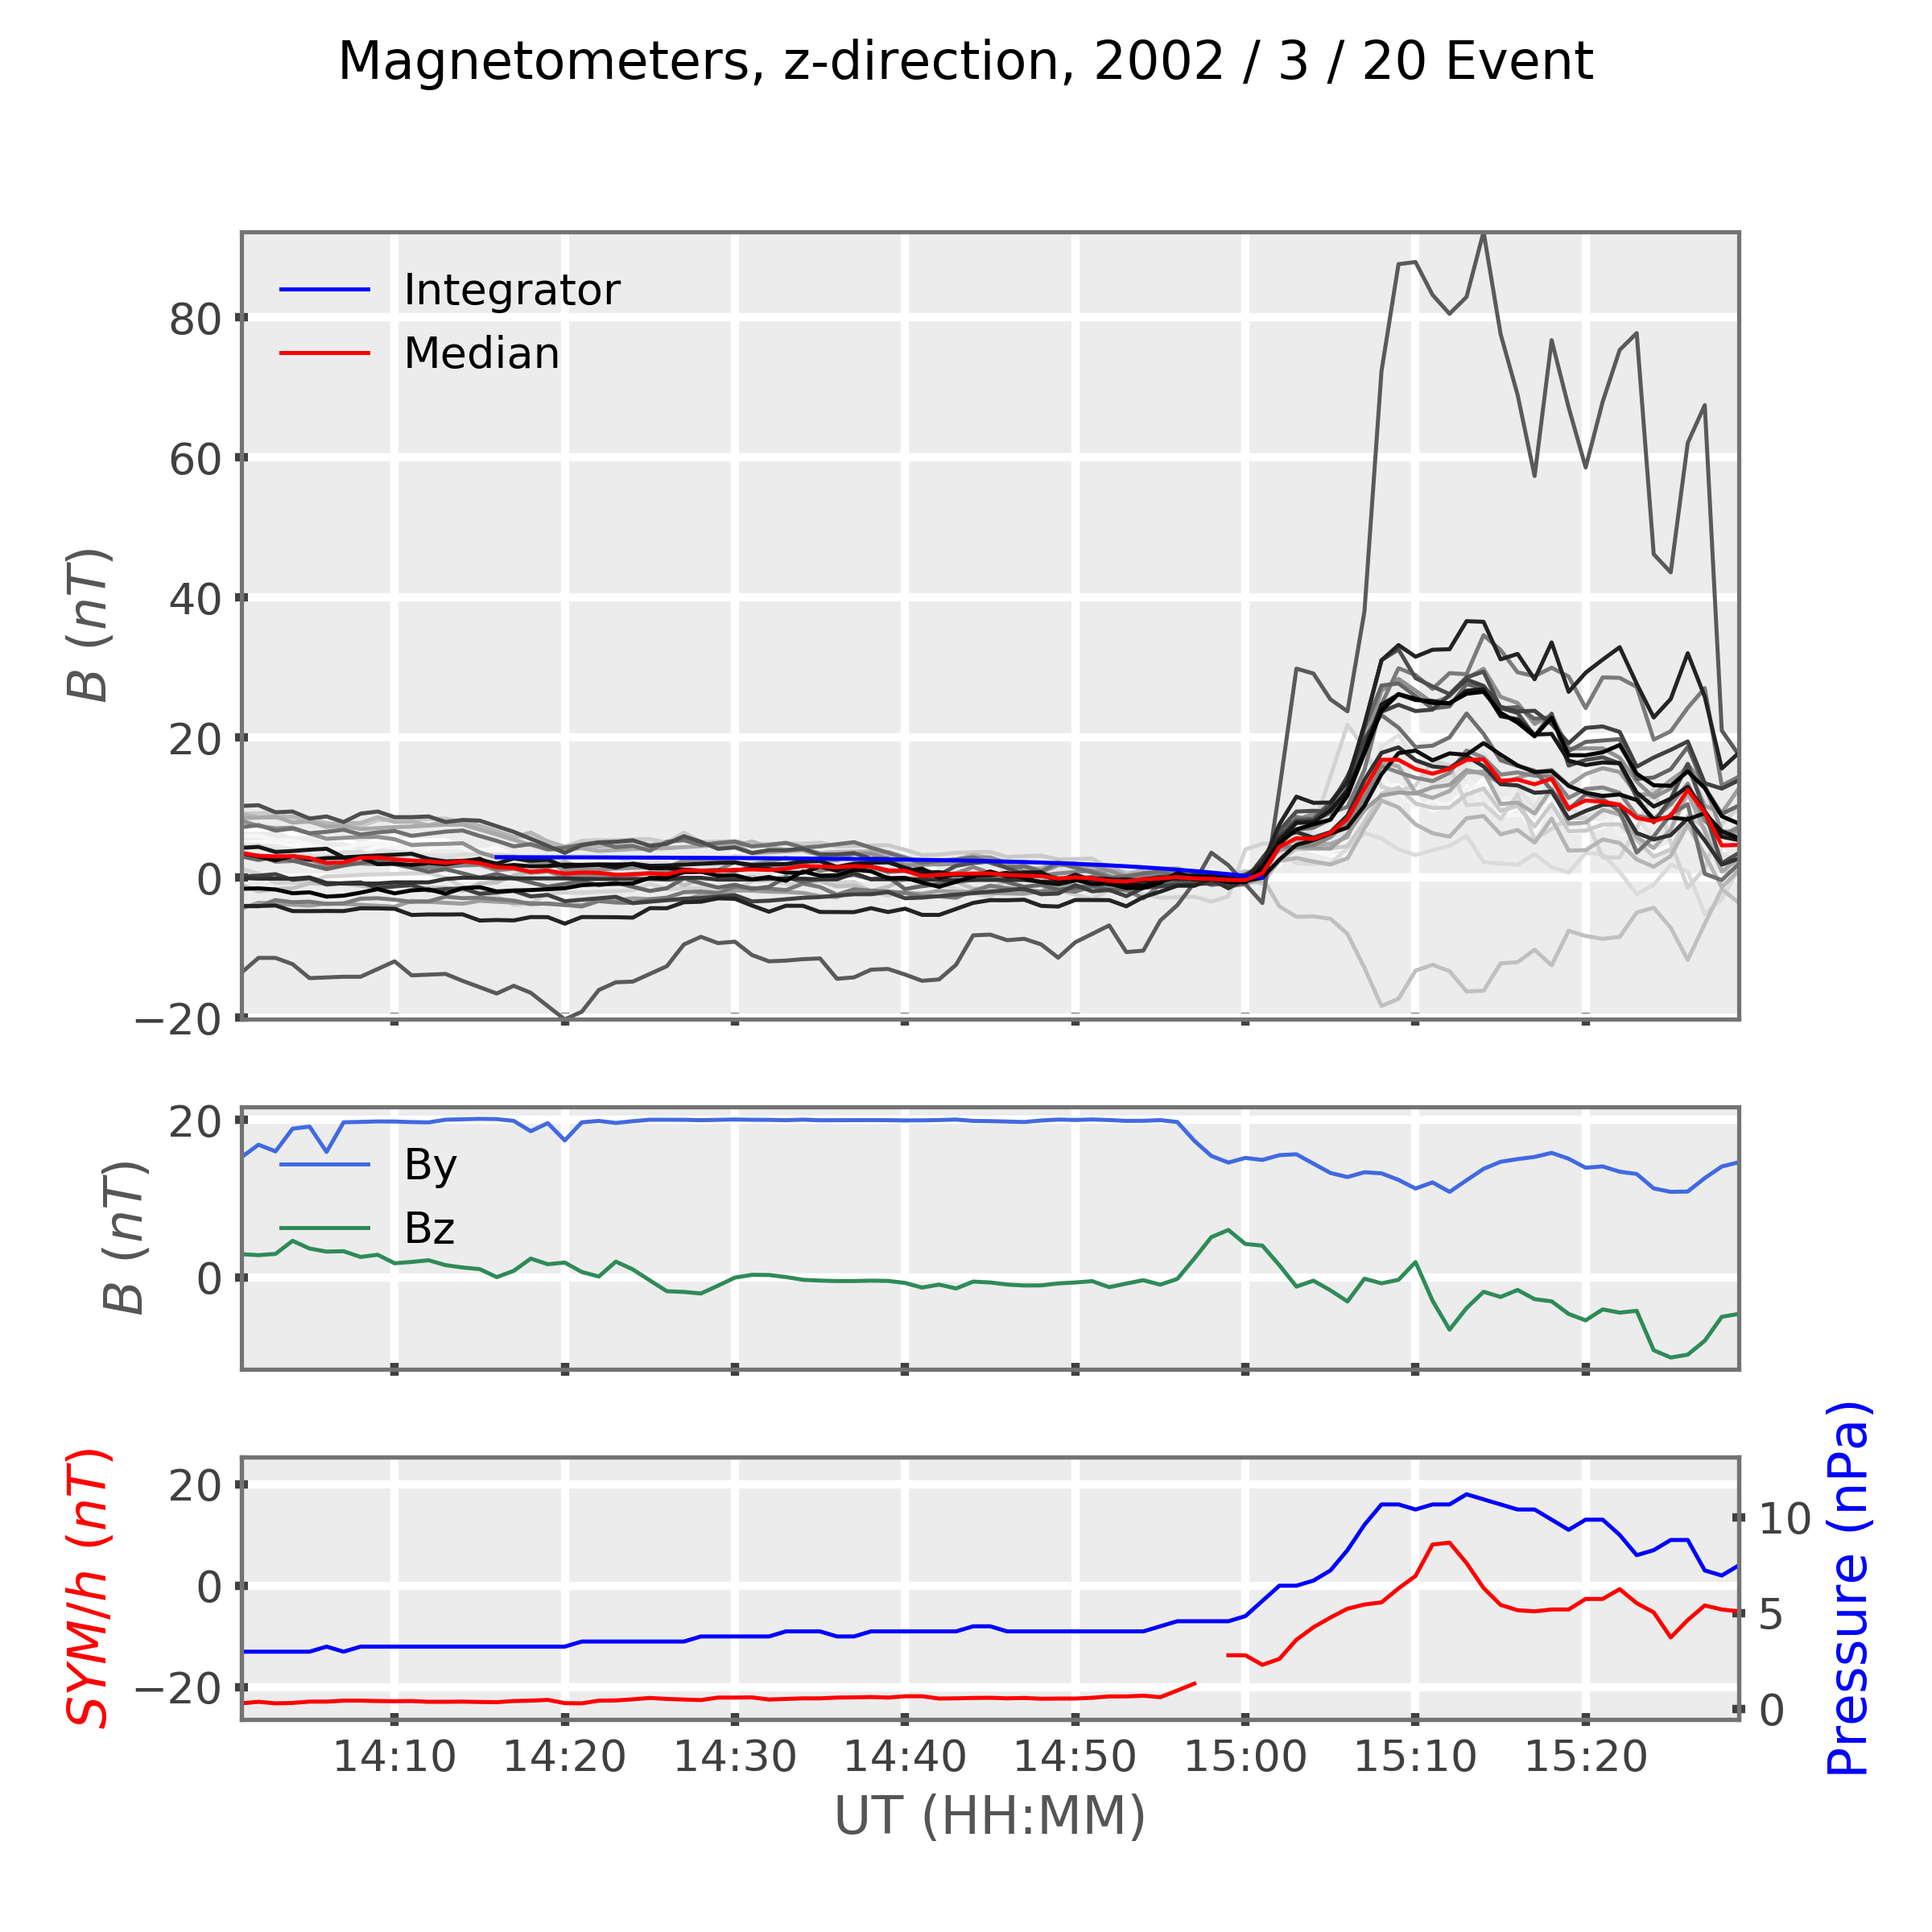 Magnetometers, z-direction, 2002 / 3 / 20 Event
Integrator
Median
80
60
40
20
0
−20
B (nT)
By
Bz
20
0
B (nT)
20
0
−20
SYM/h (nT)
10
5
0
Pressure (nPa)
14:10 14:20 14:30 14:40 14:50 15:00 15:10 15:20
UT (HH:MM)